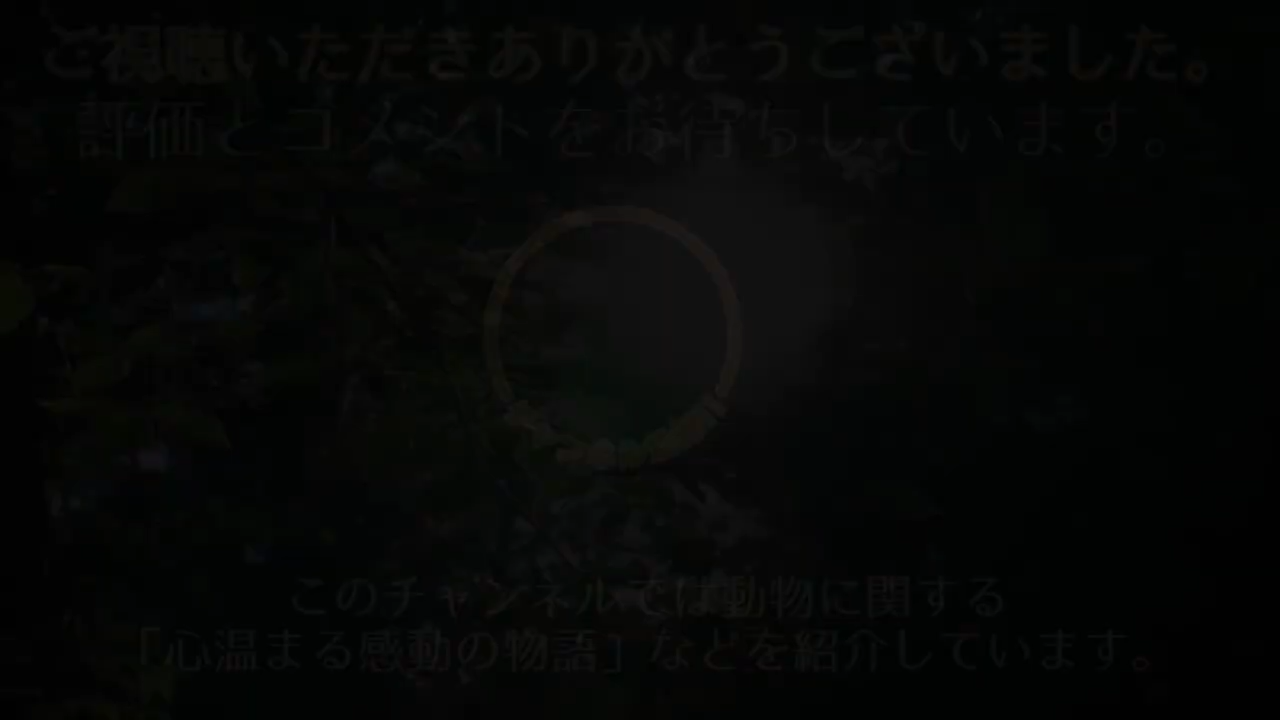 ご視聴いただきありがとうございました。
評価とコメントをお待ちしています。
このチャンネルでは動物に関する
「心温まる感動の物語」などを紹介しています。